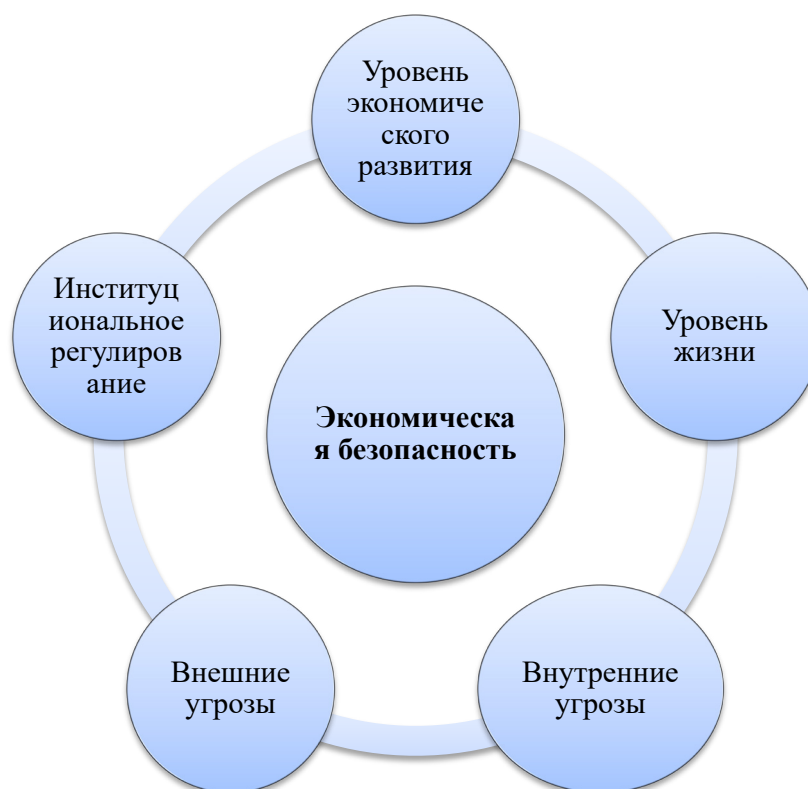 Уровень
экономиче
ского
развития
Институц
иональное
регулиров
ание
Уровень
жизни
Экономическа
я безопасность
Внешние
угрозы
Внутренние
угрозы